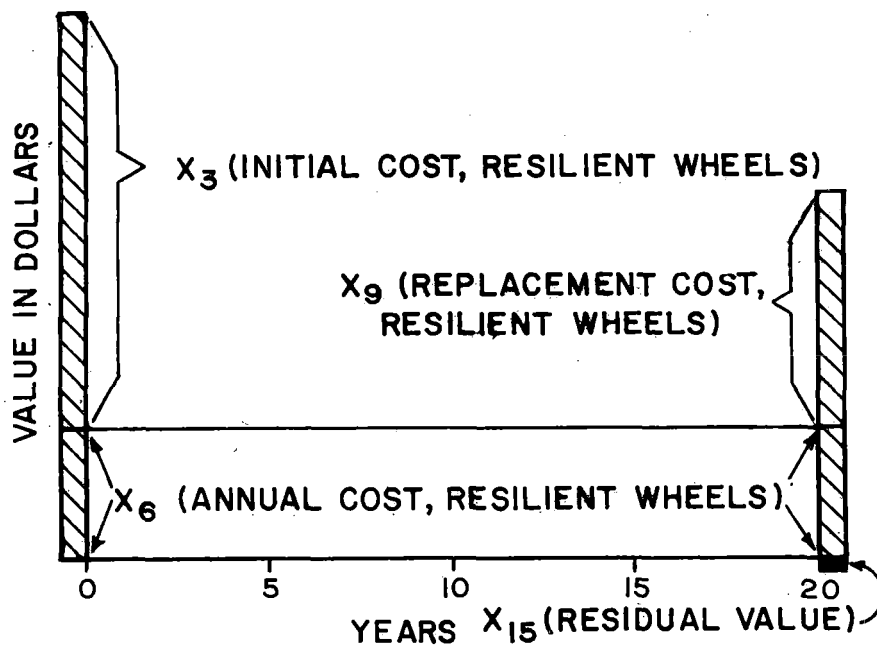 VALUE IN DOLLARS
X3 (INITIAL COST, RESILIENT WHEELS)
X9 (REPLACEMENT COST,
RESILIENT WHEELS)
X6 (ANNUAL COST, RESILIENT WHEELS)
0 5 10 15 20
YEARS X15 (RESIDUAL VALUE)